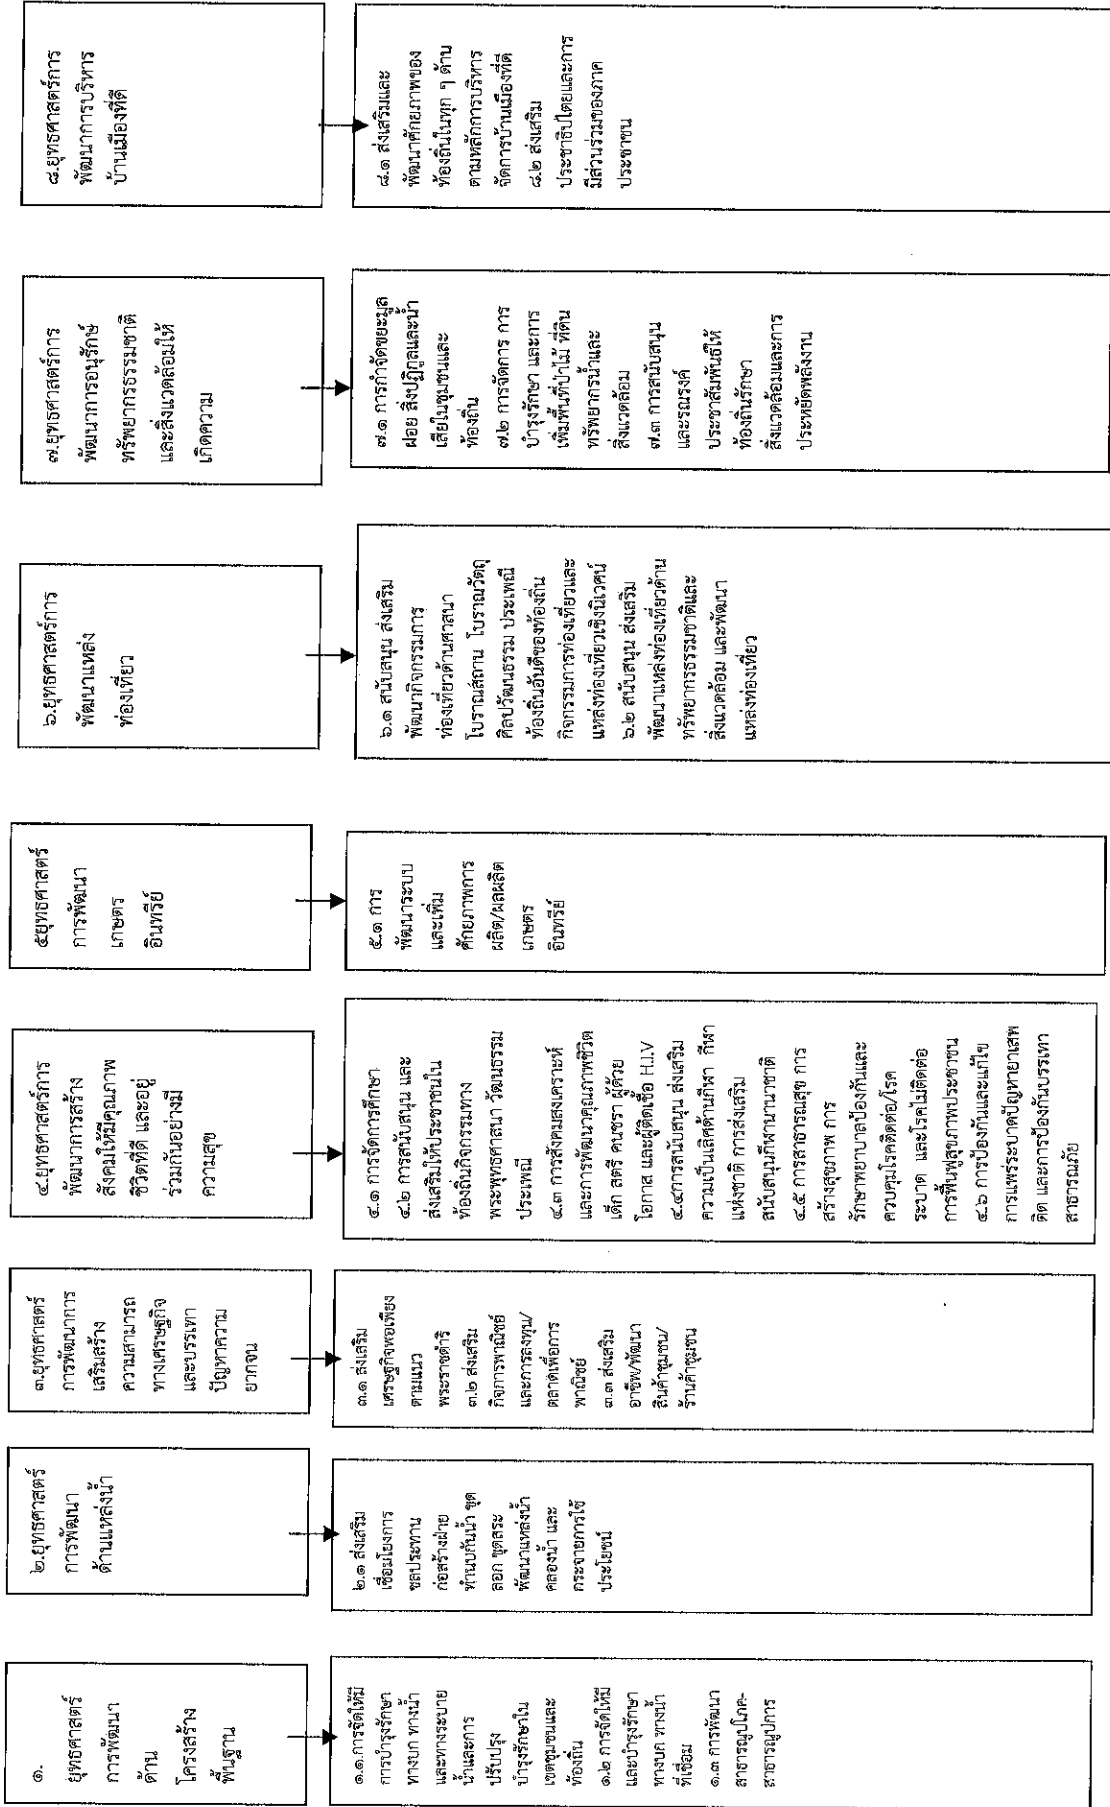 ๑.
ยุทธศาสตร์
การพัฒนา
ด้าน
โครงสร้าง
พื้นฐาน
๑.๑.การจัดให้มี
การบำรุงรักษา
ทางบก ทางน้ำ
และทางระบาย
น้ำและการ
ปรับปรุง
บำรุงรักษาใน
เขตชุมชนและ
ท้องถิ่น
๑.๒ การจัดให้มี
และบำรุงรักษา
ทางบก ทางน้ำ
ที่เชื่อม
๑.๓ การพัฒนา
สาธารณูปโภค-
สาธารณูปการ
๒.ยุทธศาสตร์
การพัฒนา
ด้านแหล่งน้ำ
๒.๑ ส่งเสริม
เชื่อมโยงการ
ชลประทาน
ก่อสร้างฝาย
ทำนบกั้นน้ำ ขุด
ลอก ขุดสระ
พัฒนาแหล่งน้ำ
คลองน้ำ และ
กระจายการใช้
ประโยชน์
๓.ยุทธศาสตร์
การพัฒนาการ
เสริมสร้าง
ความสามารถ
ทางเศรษฐกิจ
และบรรเทา
ปัญหาความ
ยากจน
๓.๑ ส่งเสริม
เศรษฐกิจพอเพียง
ตามแนว
พระราชดำริ
๓.๒ ส่งเสริม
กิจการพาณิชย์
และการลงทุน/
ตลาดเพื่อการ
พาณิชย์
๓.๓ ส่งเสริม
อาชีพ/พัฒนา
สินค้าชุมชน/
ร้านค้าชุมชน
๔.ยุทธศาสตร์การ
พัฒนาการสร้าง
สังคมให้มีคุณภาพ
ชีวิตที่ดี และอยู่
ร่วมกันอย่างมี
ความสุข
๔.๑ การจัดการศึกษา
๔.๒ การสนับสนุน และ
ส่งเสริมให้ประชาชนใน
ท้องถิ่นกิจกรรมทาง
พระพุทธศาสนา วัฒนธรรม
ประเพณี
๔.๓ การสังคมสงเคราะห์
และการพัฒนาคุณภาพชีวิต
เด็ก สตรี คนชรา ผู้ด้วย
โอกาส และผู้ติดเชื้อ H.I.V
๔.๔การสนับสนุน ส่งเสริม
ความเป็นเลิศด้านกีฬา กีฬา
แห่งชาติ การส่งเสริม
สนับสนุนกีฬานานาชาติ
๔.๕ การสาธารณสุข การ
สร้างสุขภาพ การ
รักษาพยาบาลป้องกันและ
ควบคุมโรคติดต่อ/โรค
ระบาด และโรคไม่ติดต่อ
การฟื้นฟูสุขภาพประชาชน
๔.๖ การป้องกันและแก้ไข
การแพร่ระบาดปัญหายาเสพ
ติด และการป้องกันบรรเทา
สาธารณภัย
๕ยุทธศาสตร์
การพัฒนา
เกษตร
อินทรีย์
๕.๑ การ
พัฒนาระบบ
และเพิ่ม
ศักยภาพการ
ผลิต/ผลผลิต
เกษตร
อินทรีย์
๖.ยุทธศาสตร์การ
พัฒนาแหล่ง
ท่องเที่ยว
๖.๑ สนับสนุน ส่งเสริม
พัฒนากิจกรรมการ
ท่องเที่ยวด้านศาสนา
โบราณสถาน โบราณวัตถุ
ศิลปวัฒนธรรม ประเพณี
ท้องถิ่นอันดีของท้องถิ่น
กิจกรรมการท่องเที่ยวและ
แหล่งท่องเที่ยวเชิงนิเวศน์
๖.๒ สนับสนุน ส่งเสริม
พัฒนาแหล่งท่องเที่ยวด้าน
ทรัพยากรธรรมชาติและ
สิ่งแวดล้อม และพัฒนา
แหล่งท่องเที่ยว
๗.ยุทธศาสตร์การ
พัฒนาการอนุรักษ์
ทรัพยากรธรรมชาติ
และสิ่งแวดล้อมให้
เกิดความ
๗.๑ การกำจัดขยะมูล
ฝอย สิ่งปฏิกูลและน้ำ
เสียในชุมชนและ
ท้องถิ่น
๗.๒ การจัดการ การ
บำรุงรักษา และการ
เพิ่มพื้นที่ป่าไม้ ที่ดิน
ทรัพยากรน้ำและ
สิ่งแวดล้อม
๗.๓ การสนับสนุน
และรณรงค์
ประชาสัมพันธ์ให้
ท้องถิ่นรักษา
สิ่งแวดล้อมและการ
ประหยัดพลังงาน
๘.ยุทธศาสตร์การ
พัฒนาการบริหาร
บ้านเมืองที่ดี
๘.๑ ส่งเสริมและ
พัฒนาศักยภาพของ
ท้องถิ่นในทุก ๆ ด้าน
ตามหลักการบริหาร
จัดการบ้านเมืองที่ดี
๘.๒ ส่งเสริม
ประชาธิปไตยและการ
มีส่วนร่วมของภาค
ประชาชน